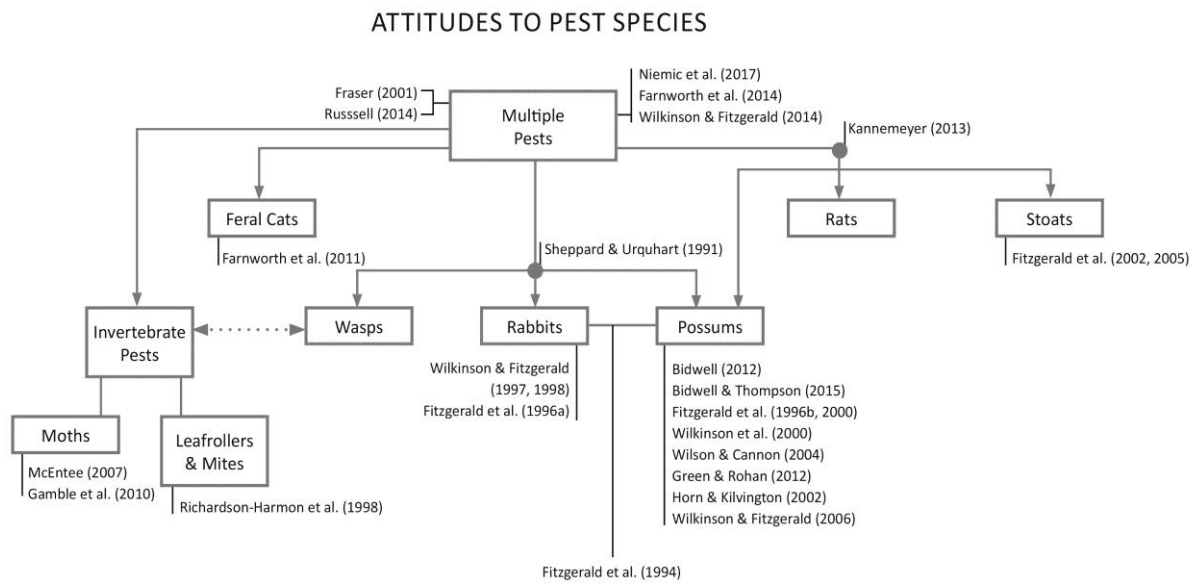 ATTITUDES TO PEST SPECIES
Fraser (2001)
Russsell (2014)
Multiple
Pests
Niemic et al. (2017)
Farnworth et al. (2014)
Wilkinson & Fitzgerald (2014)
Kannemeyer (2013)
Feral Cats
Farnworth et al. (2011)
Rats
Stoats
Fitzgerald et al. (2002, 2005)
Sheppard & Urquhart (1991)
Invertebrate
Pests
Wasps
Rabbits
Possums
Wilkinson & Fitzgerald
(1997, 1998)
Fitzgerald et al. (1996a)
Bidwell (2012)
Bidwell & Thompson (2015)
Fitzgerald et al. (1996b, 2000)
Wilkinson et al. (2000)
Wilson & Cannon (2004)
Green & Rohan (2012)
Horn & Kilvington (2002)
Wilkinson & Fitzgerald (2006)
Moths
McEntee (2007)
Gamble et al. (2010)
Leafrollers
& Mites
Richardson-Harmon et al. (1998)
Fitzgerald et al. (1994)